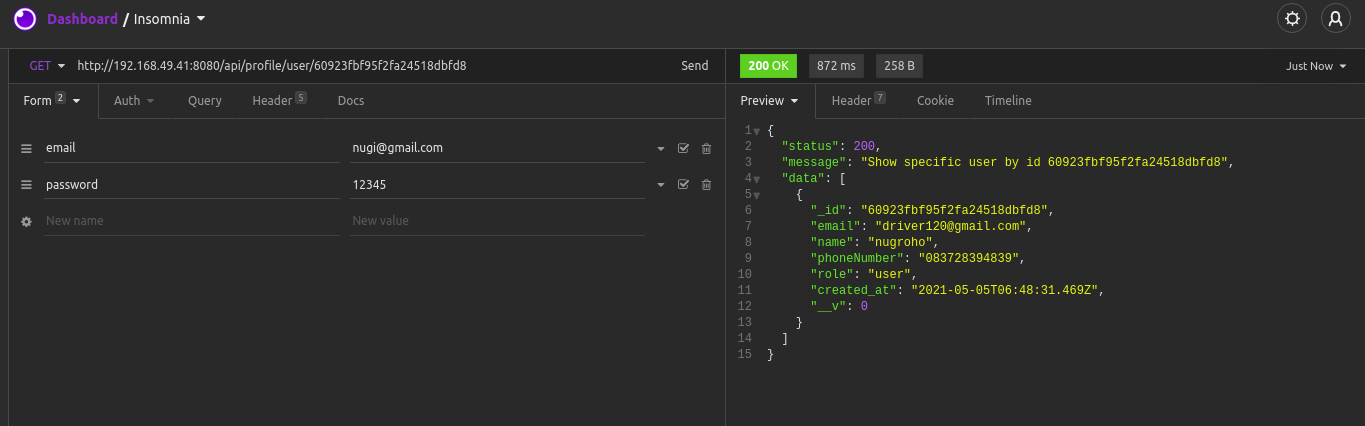 Dashboard / Insomnia
GET http://192.168.49.41:8080/api/profile/user/60923fbf95f2fa24518dbfd8 Send
200 OK 872 ms 258 B Just Now
Form 2 Auth Query Header 5 Docs
Preview Header 7 Cookie Timeline
email nugi@gmail.com
password 12345
New name New value
1 {
2 "status": 200,
3 "message": "Show specific user by id 60923fbf95f2fa24518dbfd8",
4 "data": [
5 {
6 "_id": "60923fbf95f2fa24518dbfd8",
7 "email": "driver120@gmail.com",
8 "name": "nugroho",
9 "phoneNumber": "083728394839",
10 "role": "user",
11 "created_at": "2021-05-05T06:48:31.469Z",
12 "__v": 0
13 }
14 ]
15 }